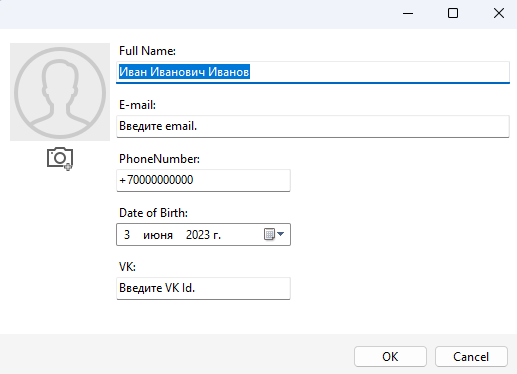 Full Name:
Иван Иванович Иванов
E-mail:
Введите email.
PhoneNumber:
+70000000000
Date of Birth:
3 июня 2023 г.
VK:
Введите VK Id.
OK Cancel